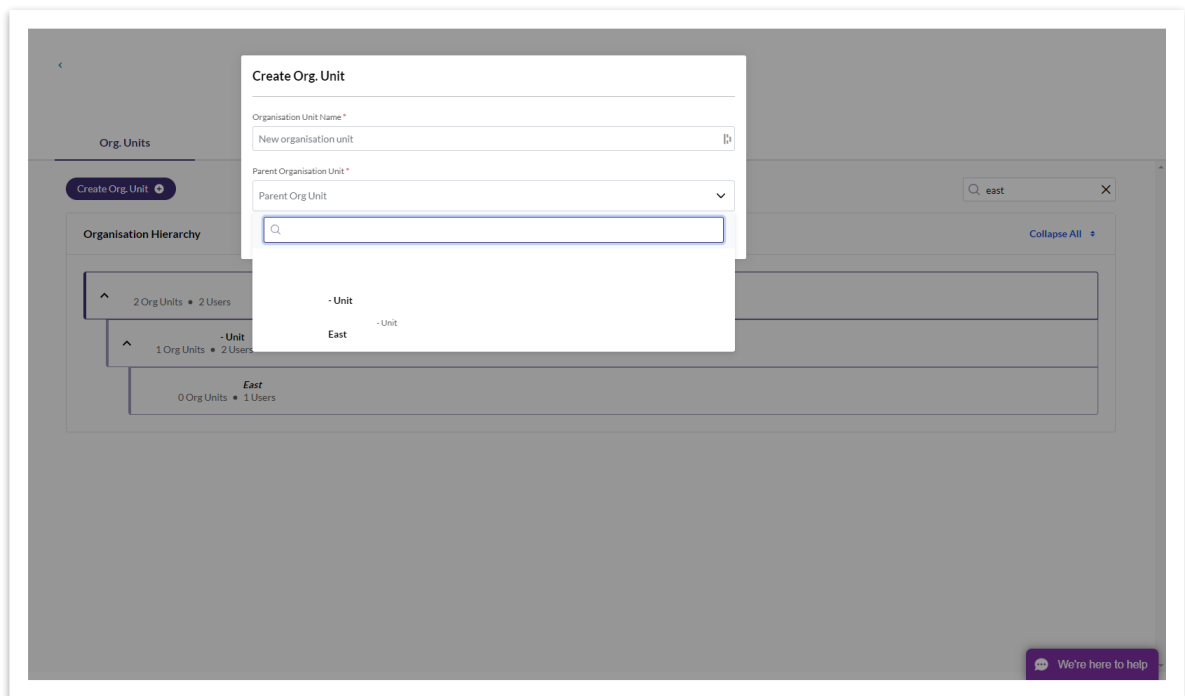 Create Org. Unit
Organisation Unit Name *
New organisation unit
Org. Units
Parent Organisation Unit *
Create Org. Unit
Parent Org Unit
east
Organisation Hierarchy
Collapse All
- Unit
- Unit
East
2 Org Units • 2 Users
- Unit
1 Org Units • 2 Users
East
0 Org Units • 1 Users
We're here to help